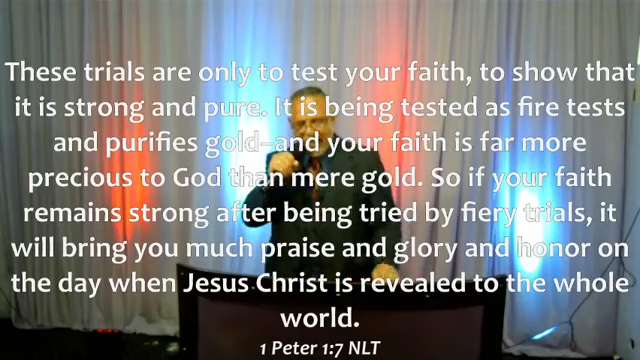 These trials are only to test your faith, to show that
it is strong and pure. It is being tested as fire tests
and purifies gold–and your faith is far more
precious to God than mere gold. So if your faith
remains strong after being tried by fiery trials, it
will bring you much praise and glory and honor on
the day when Jesus Christ is revealed to the whole
world.
1 Peter 1:7 NLT